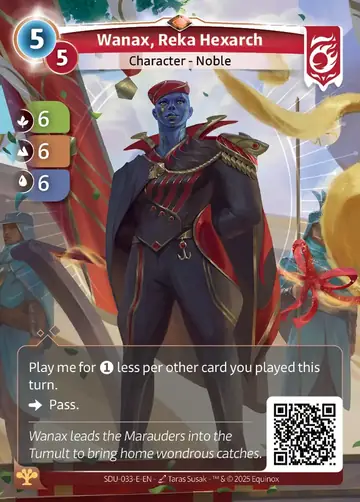 5
5
Wanax, Reka Hexarch
Character - Noble
6
6
6
Play me for 1 less per other card you played this
turn.
➔ Pass.
Wanax leads the Marauders into the
Tumult to bring home wondrous catches.
SDU-033-E-EN - Taras Susak - ™ & © 2025 Equinox